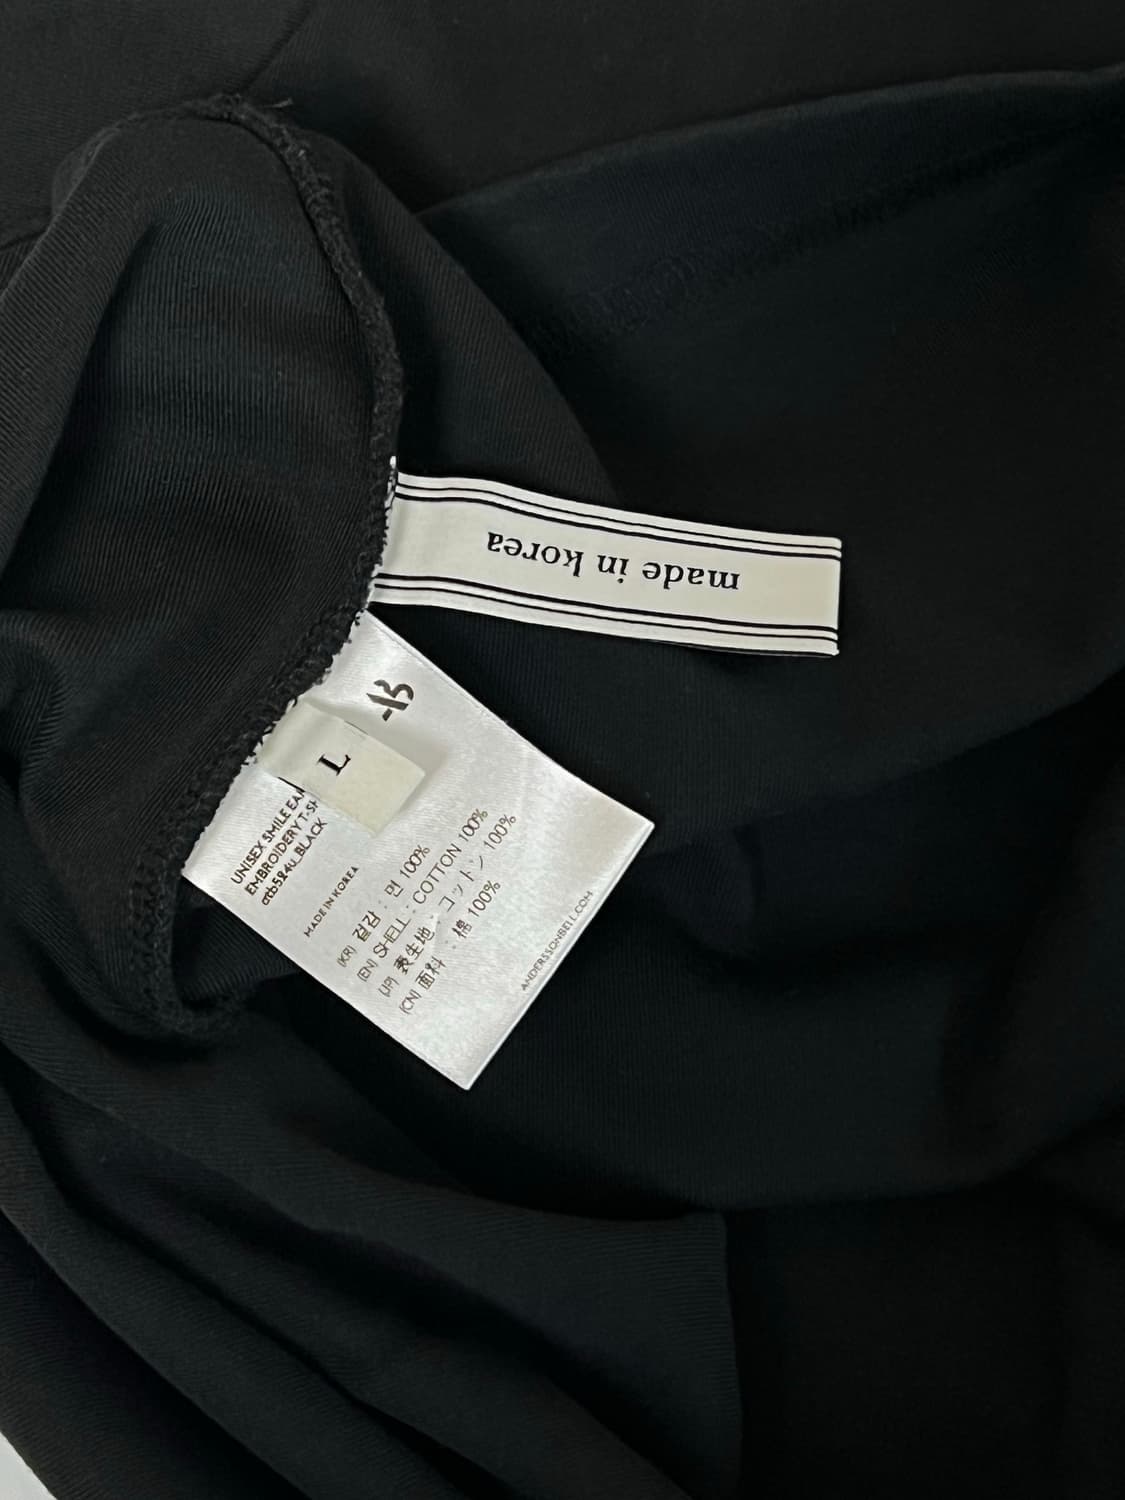 made in korea
L
UNISEX SMILE
EMBROIDERY
atb524u_BLACK
MADE IN KOREA
(KR) 겉감 : 면 100%
(EN) SHELL : COTTON 100%
(JP) 表生地 : コットン 100%
(CN) 面料 : 棉 100%
ANDERSSONBELL.COM